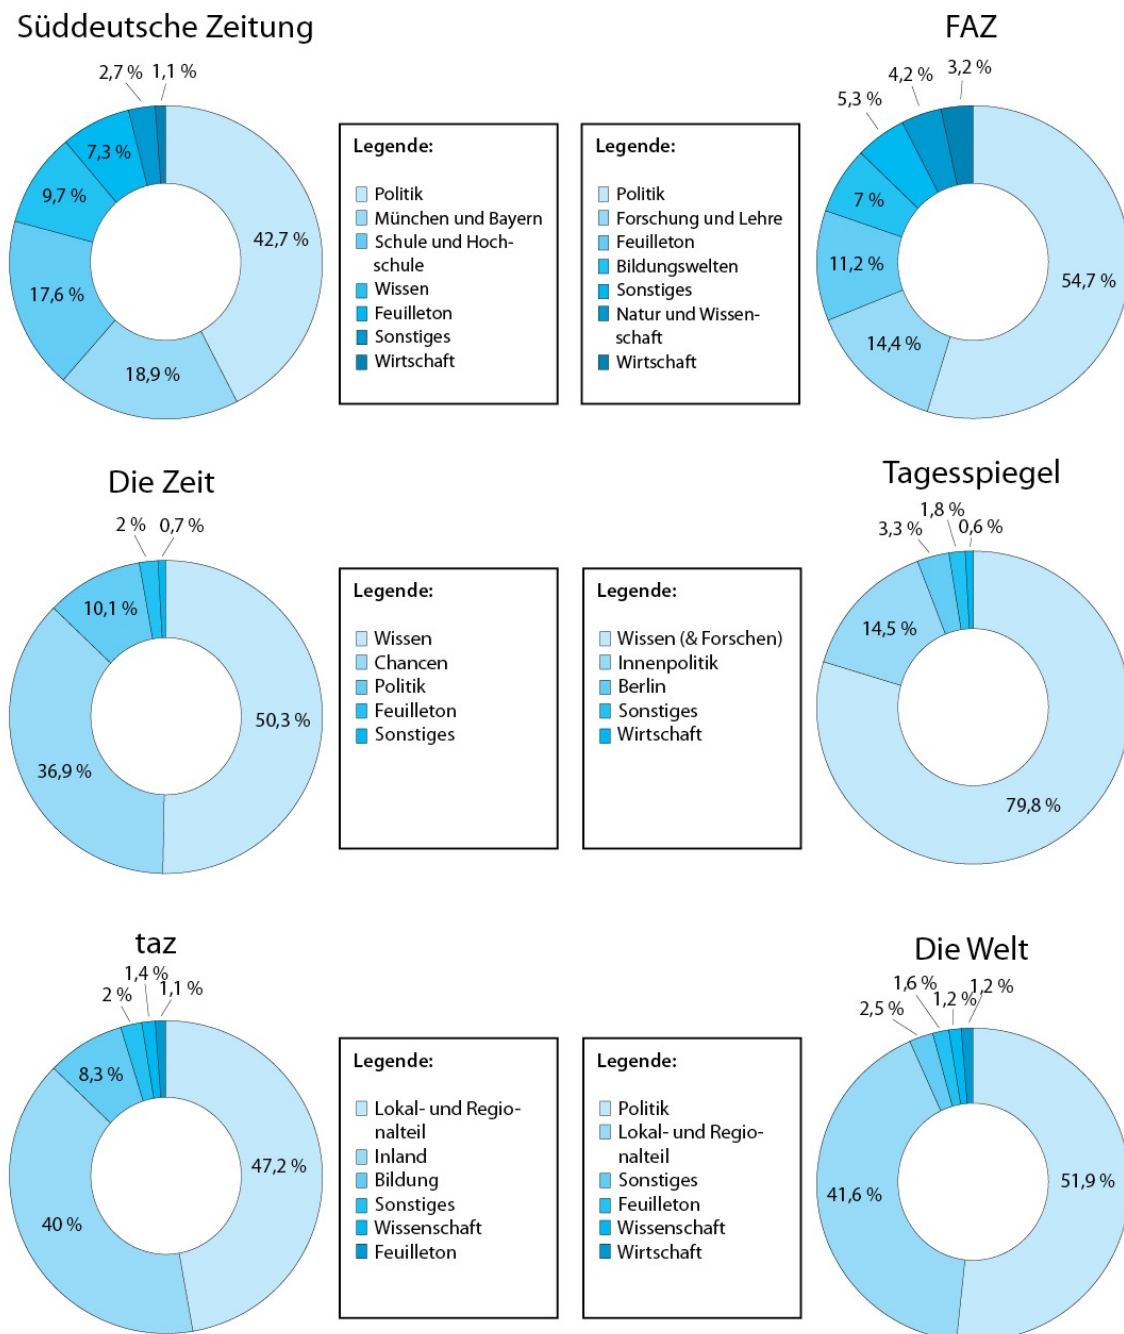 Süddeutsche Zeitung
2,7 %
1,1 %
7,3 %
9,7 %
42,7 %
17,6 %
18,9 %
Legende:
Politik
München und Bayern
Schule und Hoch-
schule
Wissen
Feuilleton
Sonstiges
Wirtschaft
FAZ
4,2 %
3,2 %
5,3 %
7 %
11,2 %
54,7 %
14,4 %
Legende:
Politik
Forschung und Lehre
Feuilleton
Bildungswelten
Sonstiges
Natur und Wissen-
schaft
Wirtschaft
Die Zeit
2 %
0,7 %
10,1 %
50,3 %
36,9 %
Legende:
Wissen
Chancen
Politik
Feuilleton
Sonstiges
Tagesspiegel
1,8 %
3,3 %
0,6 %
14,5 %
79,8 %
Legende:
Wissen (& Forschen)
Innenpolitik
Berlin
Sonstiges
Wirtschaft
taz
1,4 %
2 %
1,1 %
8,3 %
47,2 %
40 %
Legende:
Lokal- und Regio-
nalteil
Inland
Bildung
Sonstiges
Wissenschaft
Feuilleton
Die Welt
1,6 %
1,2 %
2,5 %
1,2 %
41,6 %
51,9 %
Legende:
Politik
Lokal- und Regio-
nalteil
Sonstiges
Feuilleton
Wissenschaft
Wirtschaft